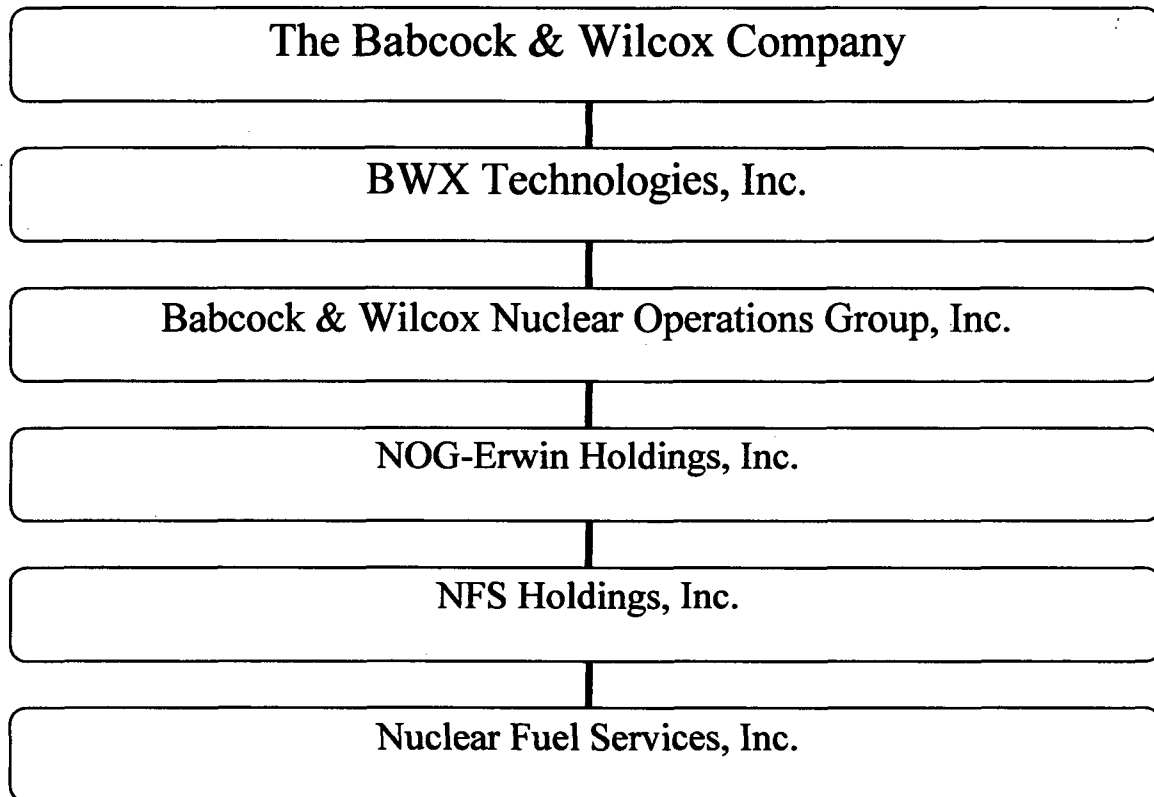 The Babcock & Wilcox Company
BWX Technologies, Inc.
Babcock & Wilcox Nuclear Operations Group, Inc.
NOG-Erwin Holdings, Inc.
NFS Holdings, Inc.
Nuclear Fuel Services, Inc.